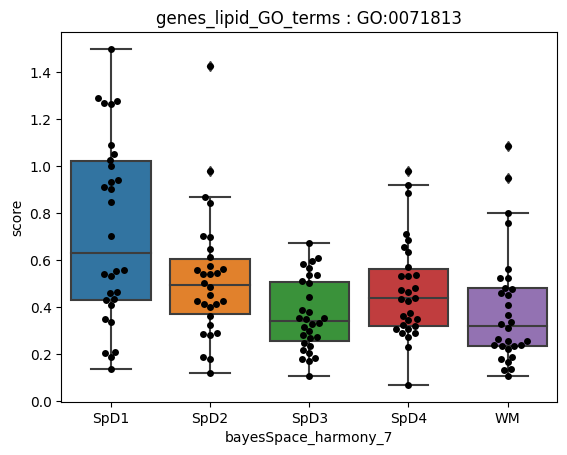 genes_lipid_GO_terms : GO:0071813
1.4
1.2
1.0
0.8
0.6
0.4
0.2
0.0
score
SpD1 SpD2 SpD3 SpD4 WM
bayesSpace_harmony_7